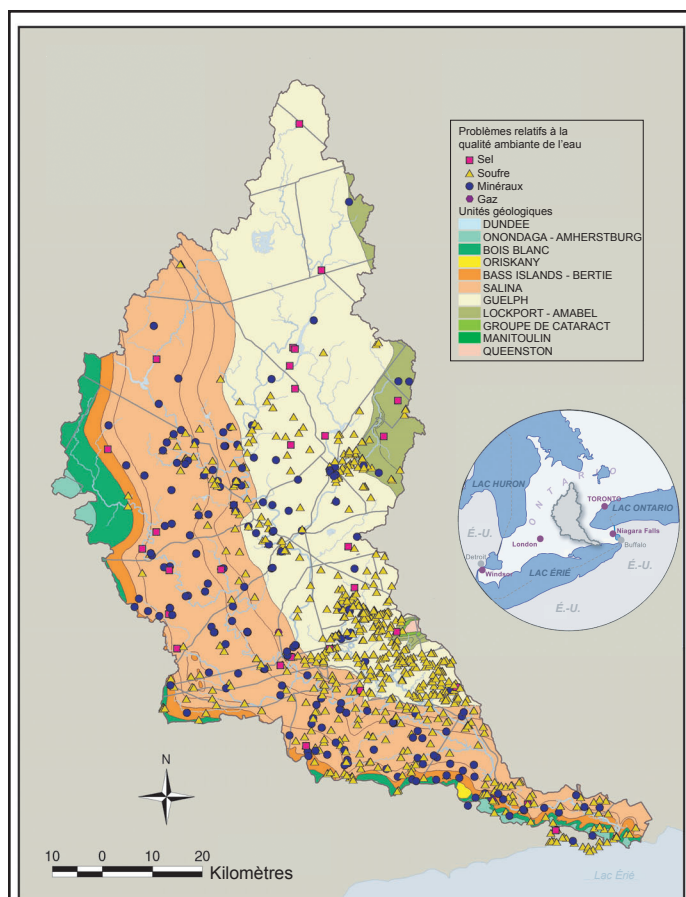 Problèmes relatifs à la
qualité ambiante de l'eau
Sel
Soufre
Minéraux
Gaz
Unités géologiques
DUNDEE
ONONDAGA - AMHERSTBURG
BOIS BLANC
ORISKANY
BASS ISLANDS - BERTIE
SALINA
GUELPH
LOCKPORT - AMABEL
GROUPE DE CATARACT
MANITOULIN
QUEENSTON
ONTARIO
LAC HURON
TORONTO
LAC ONTARIO
É.-U.
London
Niagara Falls
Buffalo
Detroit
Windsor
LAC ÉRIÉ
É.-U.
É.-U.
N
10 0 10 20
Kilomètres
Lac Érié